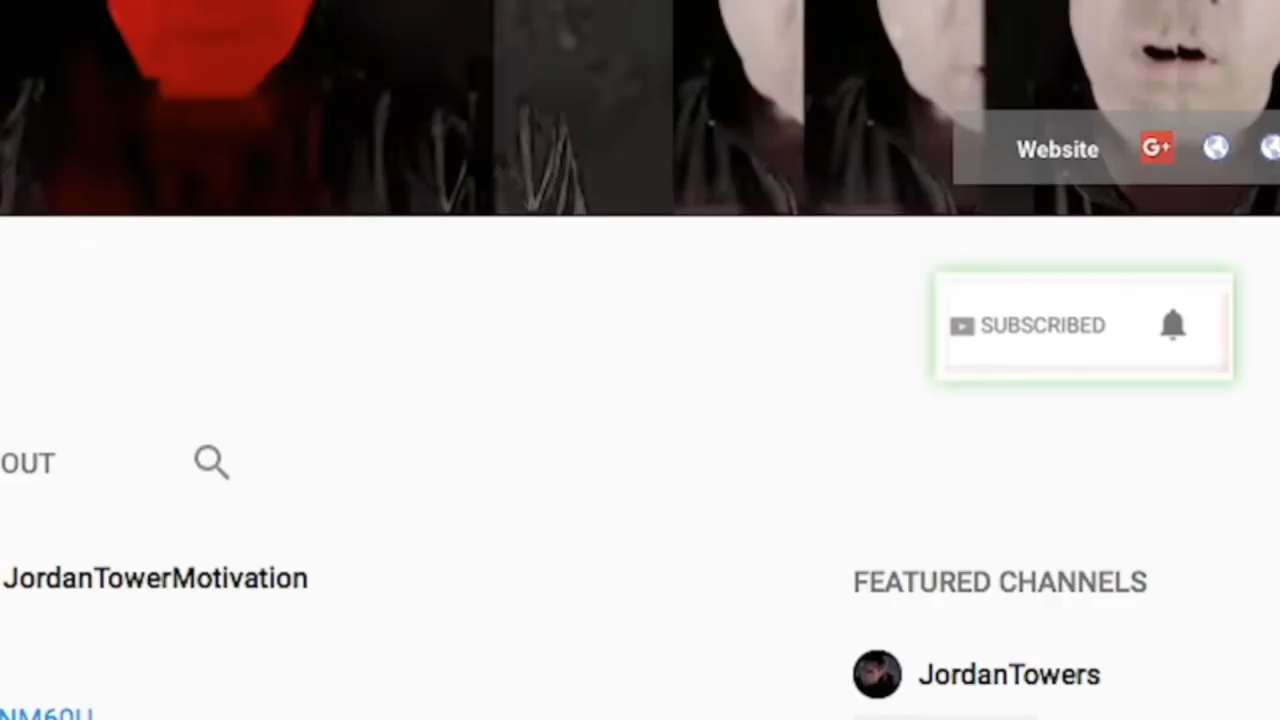 Website G+
SUBSCRIBED
OUT
JordanTowerMotivation
FEATURED CHANNELS
JordanTowers